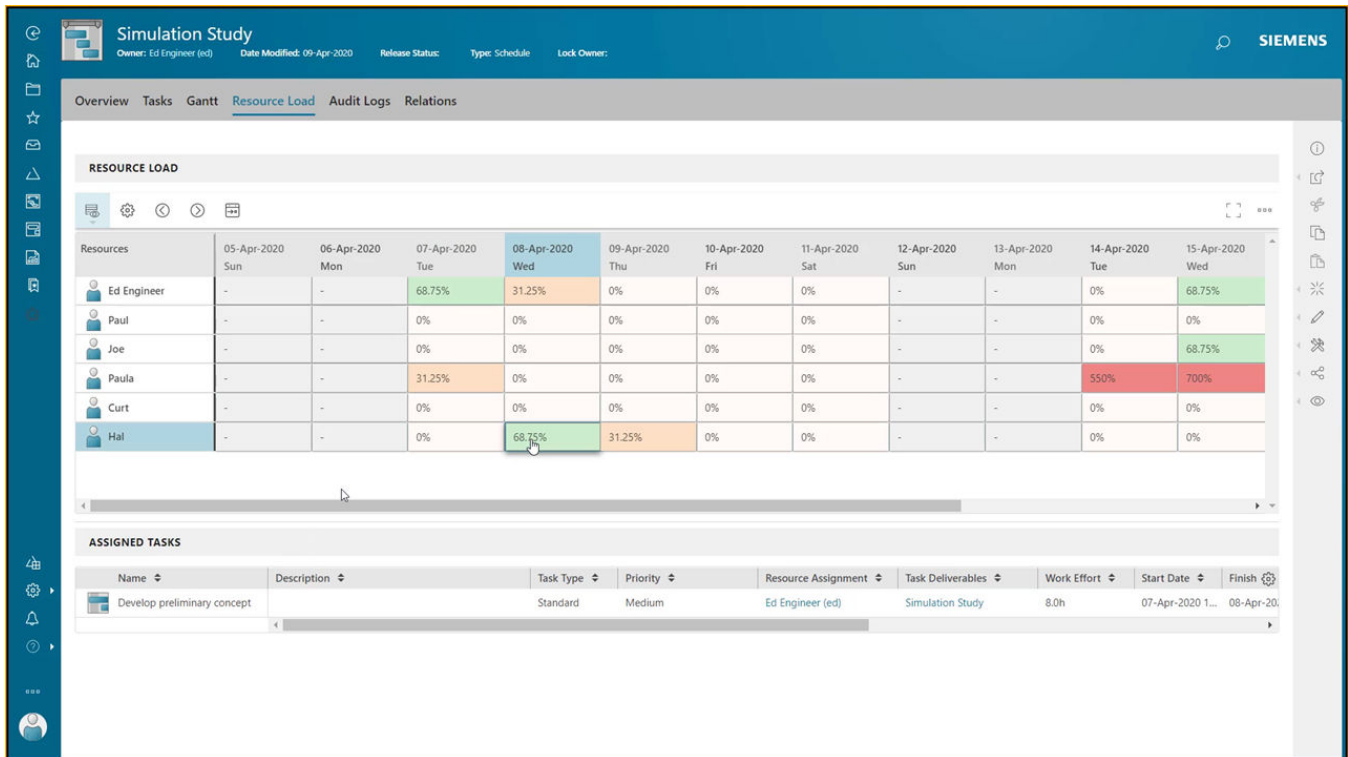 Simulation Study
Owner: Ed Engineer (ed) Date Modified: 09-Apr-2020 Release Status: Type: Schedule Lock Owner:
SIEMENS
Overview Tasks Gantt Resource Load Audit Logs Relations
RESOURCE LOAD
Resources 05-Apr-2020 06-Apr-2020 07-Apr-2020 08-Apr-2020 09-Apr-2020 10-Apr-2020 11-Apr-2020 12-Apr-2020 13-Apr-2020 14-Apr-2020 15-Apr-2020
Sun Mon Tue Wed Thu Fri Sat Sun Mon Tue Wed
Ed Engineer - - 68.75% 31.25% 0% 0% 0% - - 0% 68.75%
Paul - - 0% 0% 0% 0% 0% - - 0% 0%
Joe - - 0% 0% 0% 0% 0% - - 0% 68.75%
Paula - - 31.25% 0% 0% 0% 0% - - 550% 700%
Curt - - 0% 0% 0% 0% 0% - - 0% 0%
Hal - - 0% 68.75% 31.25% 0% 0% - - 0% 0%
ASSIGNED TASKS
Name Description Task Type Priority Resource Assignment Task Deliverables Work Effort Start Date Finish
Develop preliminary concept Standard Medium Ed Engineer (ed) Simulation Study 8.0h 07-Apr-2020 1... 08-Apr-20